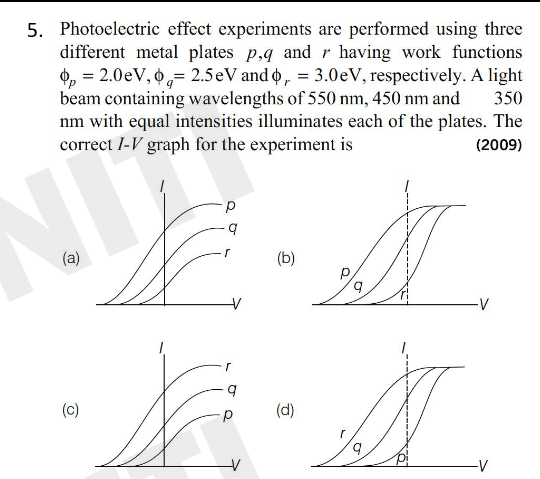 5. Photoelectric effect experiments are performed using three
different metal plates p,q and r having work functions
ϕp = 2.0eV, ϕq= 2.5eV and ϕr = 3.0eV, respectively. A light
beam containing wavelengths of 550 nm, 450 nm and 350
nm with equal intensities illuminates each of the plates. The
correct I-V graph for the experiment is (2009)
(a) I p q r V
(b) I p q r V
(c) I r q p V
(d) I r q p V
NITI
ITI